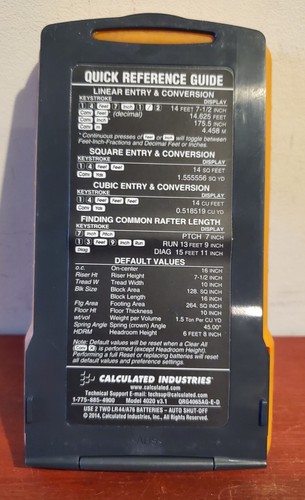 QUICK REFERENCE GUIDE
LINEAR ENTRY & CONVERSION
KEYSTROKE DISPLAY
1 4 Feet 7 Inch 1 / 2 14 FEET 7-1/2 INCH
Conv Feet* (decimal) 14.625 FEET
Conv Inch 175.5 INCH
Conv m 4.458 M
* Continuous presses of Feet or Inch will toggle between
Feet-Inch-Fractions and Decimal Feet or Inches.
SQUARE ENTRY & CONVERSION
KEYSTROKE DISPLAY
1 4 Feet Feet 14 SQ FEET
Conv Yds 1.555556 SQ YD
CUBIC ENTRY & CONVERSION
KEYSTROKE DISPLAY
1 4 Feet Feet Feet 14 CU FEET
Conv Yds 0.518519 CU YD
FINDING COMMON RAFTER LENGTH
KEYSTROKE DISPLAY
7 Inch Pitch PTCH 7 INCH
1 3 Feet 9 Inch Run RUN 13 FEET 9 INCH
Diag DIAG 15 FEET 11 INCH
DEFAULT VALUES
o.c. On-center 16 INCH
Riser Ht Riser Height 7-1/2 INCH
Tread W Tread Width 10 INCH
Blk Size Block Area 128. SQ INCH
Block Length 16 INCH
Ftg Area Footing Area 264. SQ INCH
Floor Ht Floor Thickness 10 INCH
wt/vol Weight per Volume 1.5 Ton Per CU YD
Spring Angle Spring (crown) Angle 45.00°
HDRM Headroom Height 6 FEET 8 INCH
Note: Default values will be reset when a Clear All
(Conv x) is performed (except Headroom Height).
Performing a full Reset or replacing batteries will reset
all default values and preference settings.
CALCULATED INDUSTRIES®
www.calculated.com
Technical Support E-mail: techsup@calculated.com
1-775-885-4900 Model 4020 v3.1 QRG4065AG-E-D
USE 2 TWO LR44/A76 BATTERIES – AUTO SHUT-OFF
© 2014, Calculated Industries, Inc., All Rights Reserved.